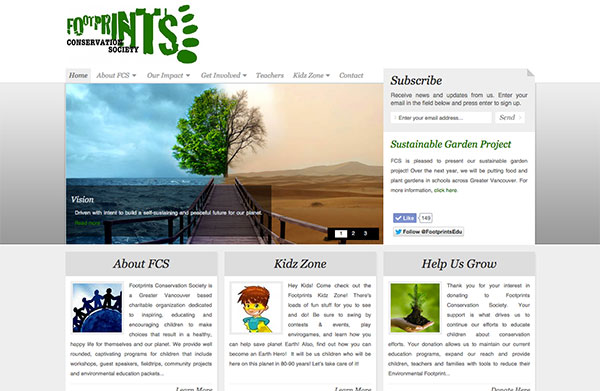 FOOTPRINTS
CONSERVATION
SOCIETY
Home About FCS Our Impact Get Involved Teachers Kidz Zone Contact
Subscribe
Receive news and updates from us. Enter your
email in the field below and press enter to sign up.
Enter your email address... Send
Sustainable Garden Project
FCS is pleased to present our sustainable garden
project! Over the next year, we will be putting food and
plant gardens in schools across Greater Vancouver. For
more information, click here.
Like 149
Follow @FootprintsEdu
Vision
Driven with intent to build a self-sustaining and peaceful future for our planet.
Read more
1 2 3
About FCS
Footprints Conservation Society is
a Greater Vancouver based
charitable organization dedicated
to inspiring, educating and
encouraging children to make
choices that result in a healthy,
happy life for themselves and our planet. We provide well
rounded, captivating programs for children that include
workshops, guest speakers, fieldtrips, community projects
and environmental education packets...
Learn More
Kidz Zone
Hey Kids! Come check out the
Footprints Kidz Zone! There's
loads of fun stuff for you to see
and do! Be sure to swing by
contests & events, play
envirogames, and learn how you
can help save planet Earth! Also, find out how you can
become an Earth Hero! It will be us children who will be
here on this planet in 80-90 years! Let's take care of it!
Learn More
Help Us Grow
Thank you for your interest in
donating to Footprints
Conservation Society. Your
support is what drives us to
continue our efforts to educate
children about conservation
efforts. Your donation allows us to maintain our current
education programs, expand our reach and provide
children, teachers and families with tools to reduce their
Environmental Footprint...
Donate Here